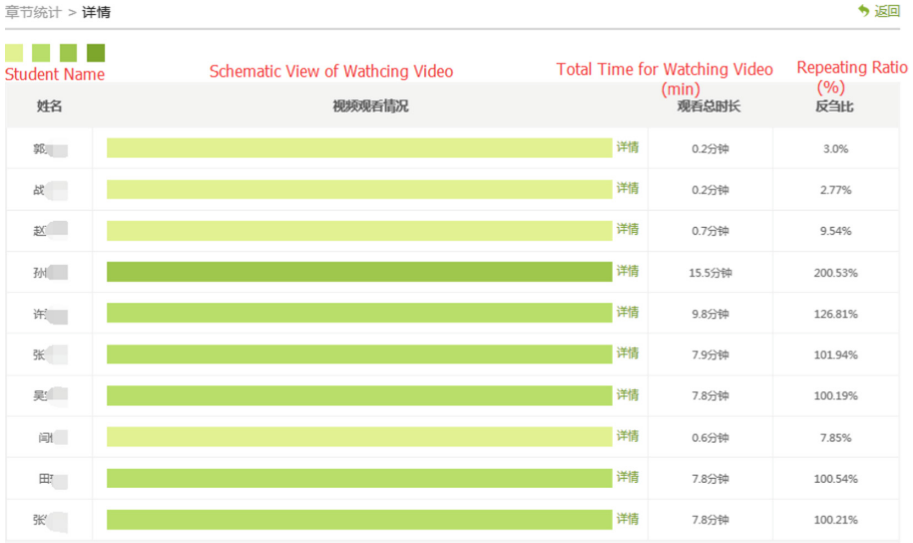 章节统计 > 详情
返回
Student Name
Schematic View of Wathcing Video
Total Time for Watching Video (min)
Repeating Ratio (%)
姓名 视频观看情况 观看总时长 反刍比
郭 详情 0.2分钟 3.0%
战 详情 0.2分钟 2.77%
赵 详情 0.7分钟 9.54%
孙 详情 15.5分钟 200.53%
许 详情 9.8分钟 126.81%
张 详情 7.9分钟 101.94%
吴 详情 7.8分钟 100.19%
闫 详情 0.6分钟 7.85%
田 详情 7.8分钟 100.54%
张 详情 7.8分钟 100.21%